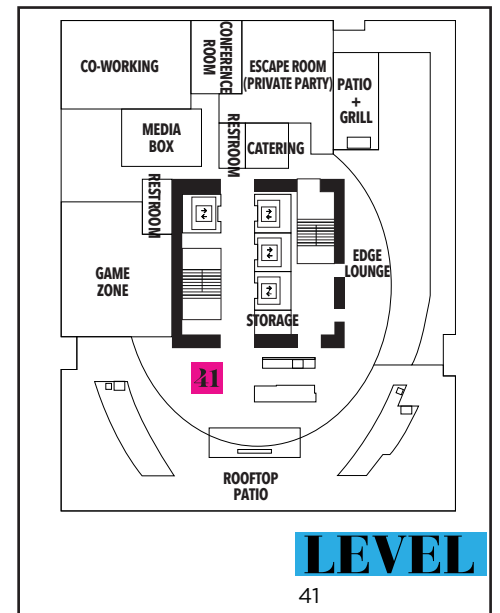 CO-WORKING
CONFERENCE
ROOM
ESCAPE ROOM
(PRIVATE PARTY)
PATIO
+
GRILL
MEDIA
BOX
RESTROOM
CATERING
RESTROOM
GAME
ZONE
EDGE
LOUNGE
STORAGE
41
ROOFTOP
PATIO
LEVEL
41